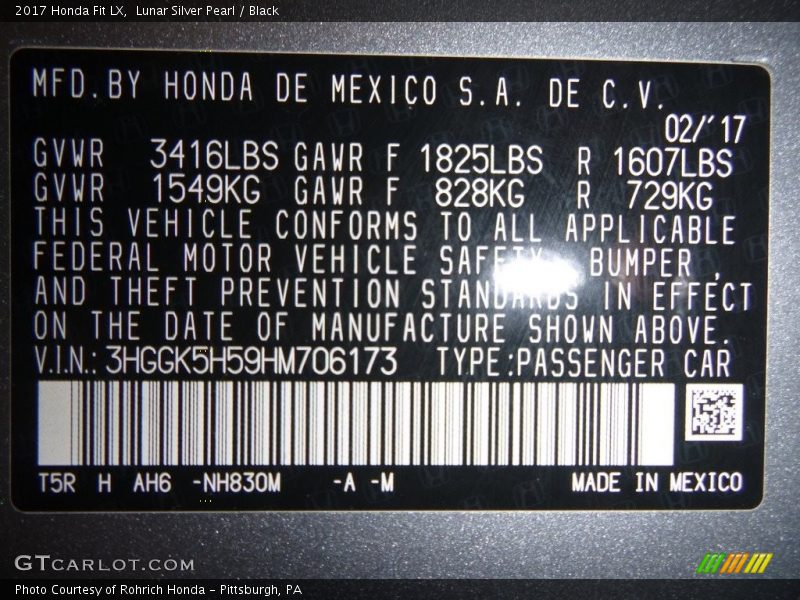 2017 Honda Fit LX, Lunar Silver Pearl / Black
MFD.BY HONDA DE MEXICO S.A. DE C.V.
02/'17
GVWR 3416LBS GAWR F 1825LBS R 1607LBS
GVWR 1549KG GAWR F 828KG R 729KG
THIS VEHICLE CONFORMS TO ALL APPLICABLE
FEDERAL MOTOR VEHICLE SAFETY, BUMPER,
AND THEFT PREVENTION STANDARDS IN EFFECT
ON THE DATE OF MANUFACTURE SHOWN ABOVE.
V.I.N.: 3HGGK5H59HM706173 TYPE:PASSENGER CAR
T5R H AH6 -NH830M -A -M MADE IN MEXICO
GTCARLOT.COM
Photo Courtesy of Rohrich Honda - Pittsburgh, PA